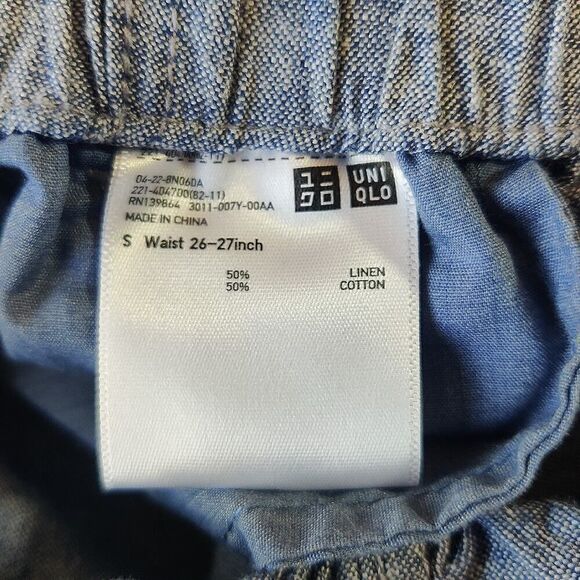 04-22-8N06DA
221-404700(82-11)
RN139864 3011-007Y-00AA
MADE IN CHINA
ユニ
クロ
UNI
QLO
S Waist 26-27inch
50% LINEN
50% COTTON